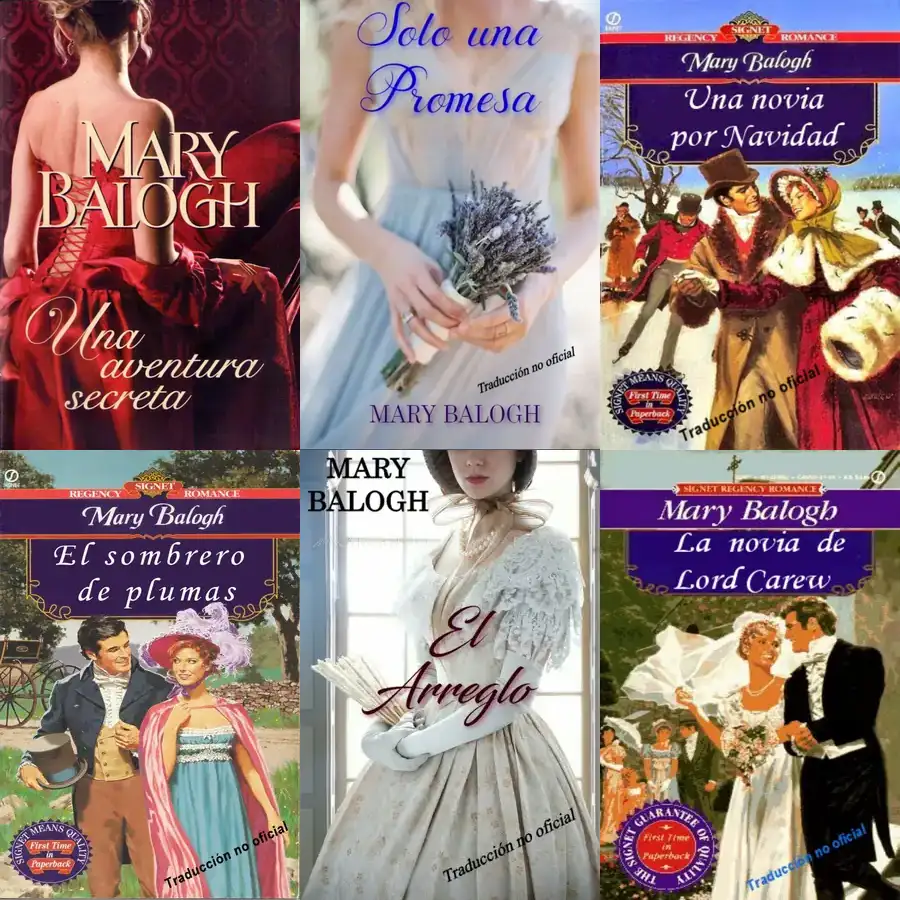 MARY
BALOGH
Una
aventura
secreta
Solo una
Promesa
Traducción no oficial
MARY BALOGH
SIGNET
REGENCY ROMANCE
Mary Balogh
Una novia
por Navidad
SIGNET MEANS QUALITY
First Time
in
Paperback
Traducción no oficial
SIGNET
REGENCY ROMANCE
Mary Balogh
El sombrero
de plumas
SIGNET MEANS QUALITY
First Time
in
Paperback
Traducción no oficial
MARY
BALOGH
El
Arreglo
Traducción no oficial
SIGNET REGENCY ROMANCE
Mary Balogh
La novia de
Lord Carew
THE SIGNET GUARANTEE OF QUALITY
First Time
in
Paperback
Traducción no oficial